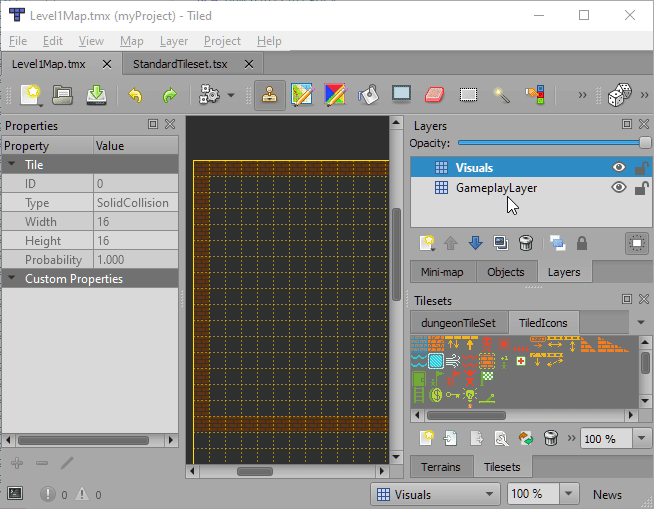 Level1Map.tmx (myProject) - Tiled
File Edit View Map Layer Project Help
Level1Map.tmx StandardTileset.tsx
Properties
Property Value
Tile
ID 0
Type SolidCollision
Width 16
Height 16
Probability 1.000
Custom Properties
Layers
Opacity:
Visuals
GameplayLayer
Mini-map Objects Layers
Tilesets
dungeonTileSet TiledIcons
100 %
Terrains Tilesets
0 0
Visuals 100 % News